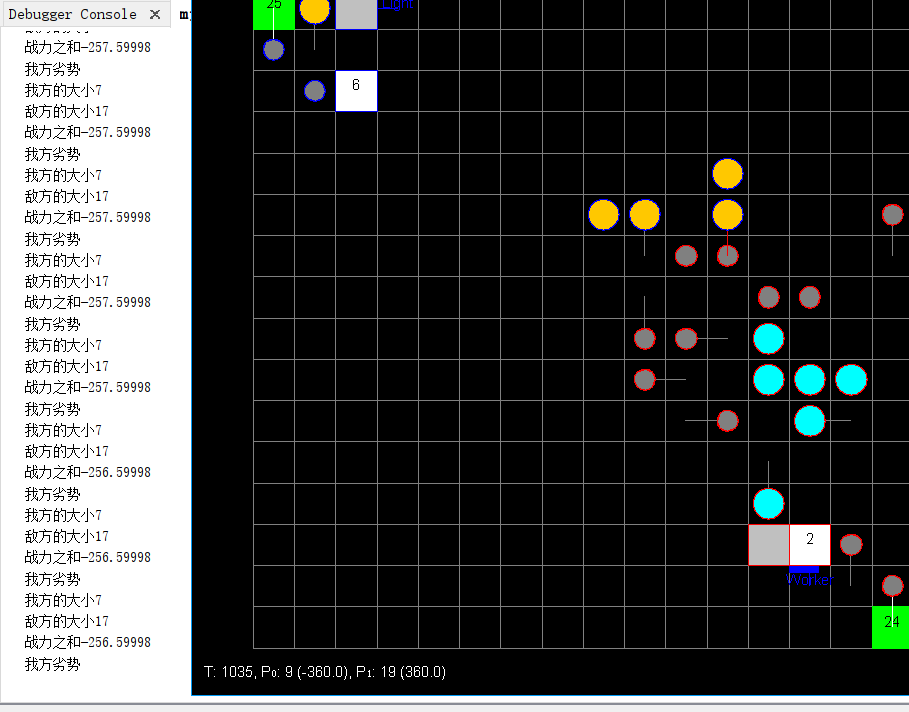 Debugger Console
战力之和-257.59998
我方劣势
我方的大小7
敌方的大小17
战力之和-257.59998
我方劣势
我方的大小7
敌方的大小17
战力之和-257.59998
我方劣势
我方的大小7
敌方的大小17
战力之和-257.59998
我方劣势
我方的大小7
敌方的大小17
战力之和-257.59998
我方劣势
我方的大小7
敌方的大小17
战力之和-256.59998
我方劣势
我方的大小7
敌方的大小17
战力之和-256.59998
我方劣势
我方的大小7
敌方的大小17
战力之和-256.59998
我方劣势
25
Light
6
2
Worker
24
T: 1035, P₀: 9 (-360.0), P₁: 19 (360.0)